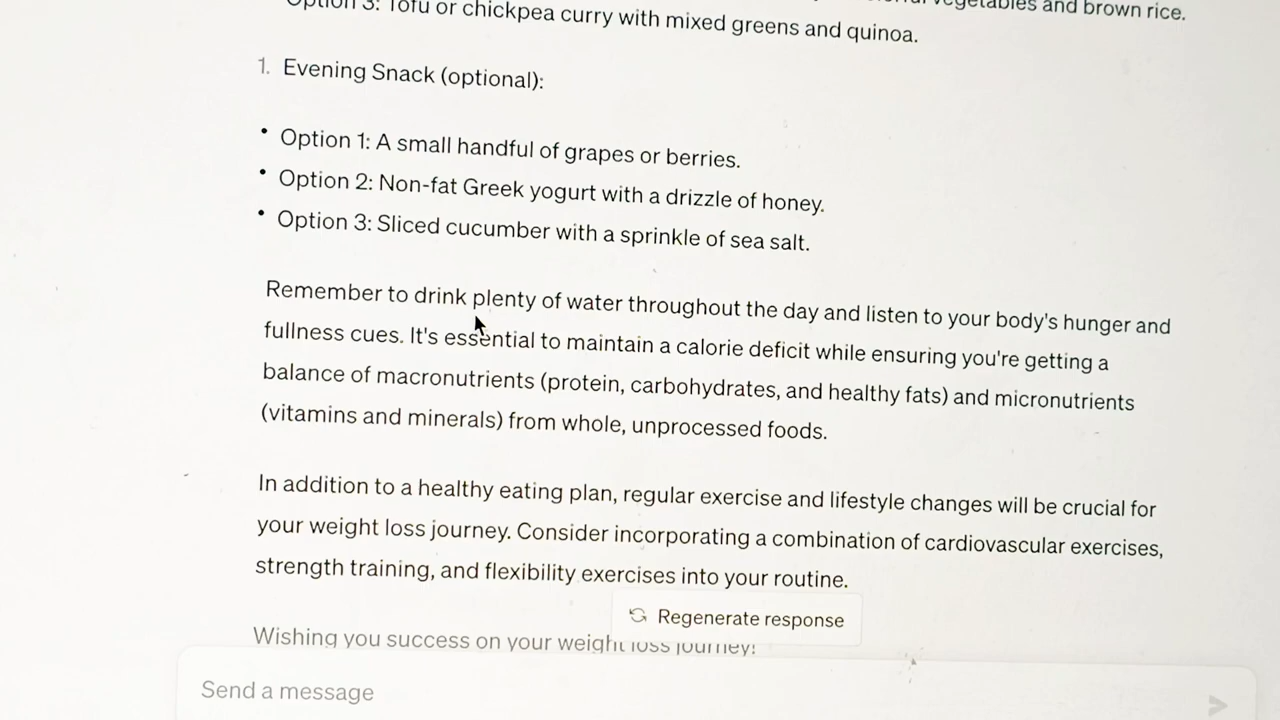 vegetables and brown rice.
Option 3: Tofu or chickpea curry with mixed greens and quinoa.
1. Evening Snack (optional):
• Option 1: A small handful of grapes or berries.
• Option 2: Non-fat Greek yogurt with a drizzle of honey.
• Option 3: Sliced cucumber with a sprinkle of sea salt.
Remember to drink plenty of water throughout the day and listen to your body's hunger and
fullness cues. It's essential to maintain a calorie deficit while ensuring you're getting a
balance of macronutrients (protein, carbohydrates, and healthy fats) and micronutrients
(vitamins and minerals) from whole, unprocessed foods.
In addition to a healthy eating plan, regular exercise and lifestyle changes will be crucial for
your weight loss journey. Consider incorporating a combination of cardiovascular exercises,
strength training, and flexibility exercises into your routine.
Regenerate response
Wishing you success on your weight loss journey!
Send a message